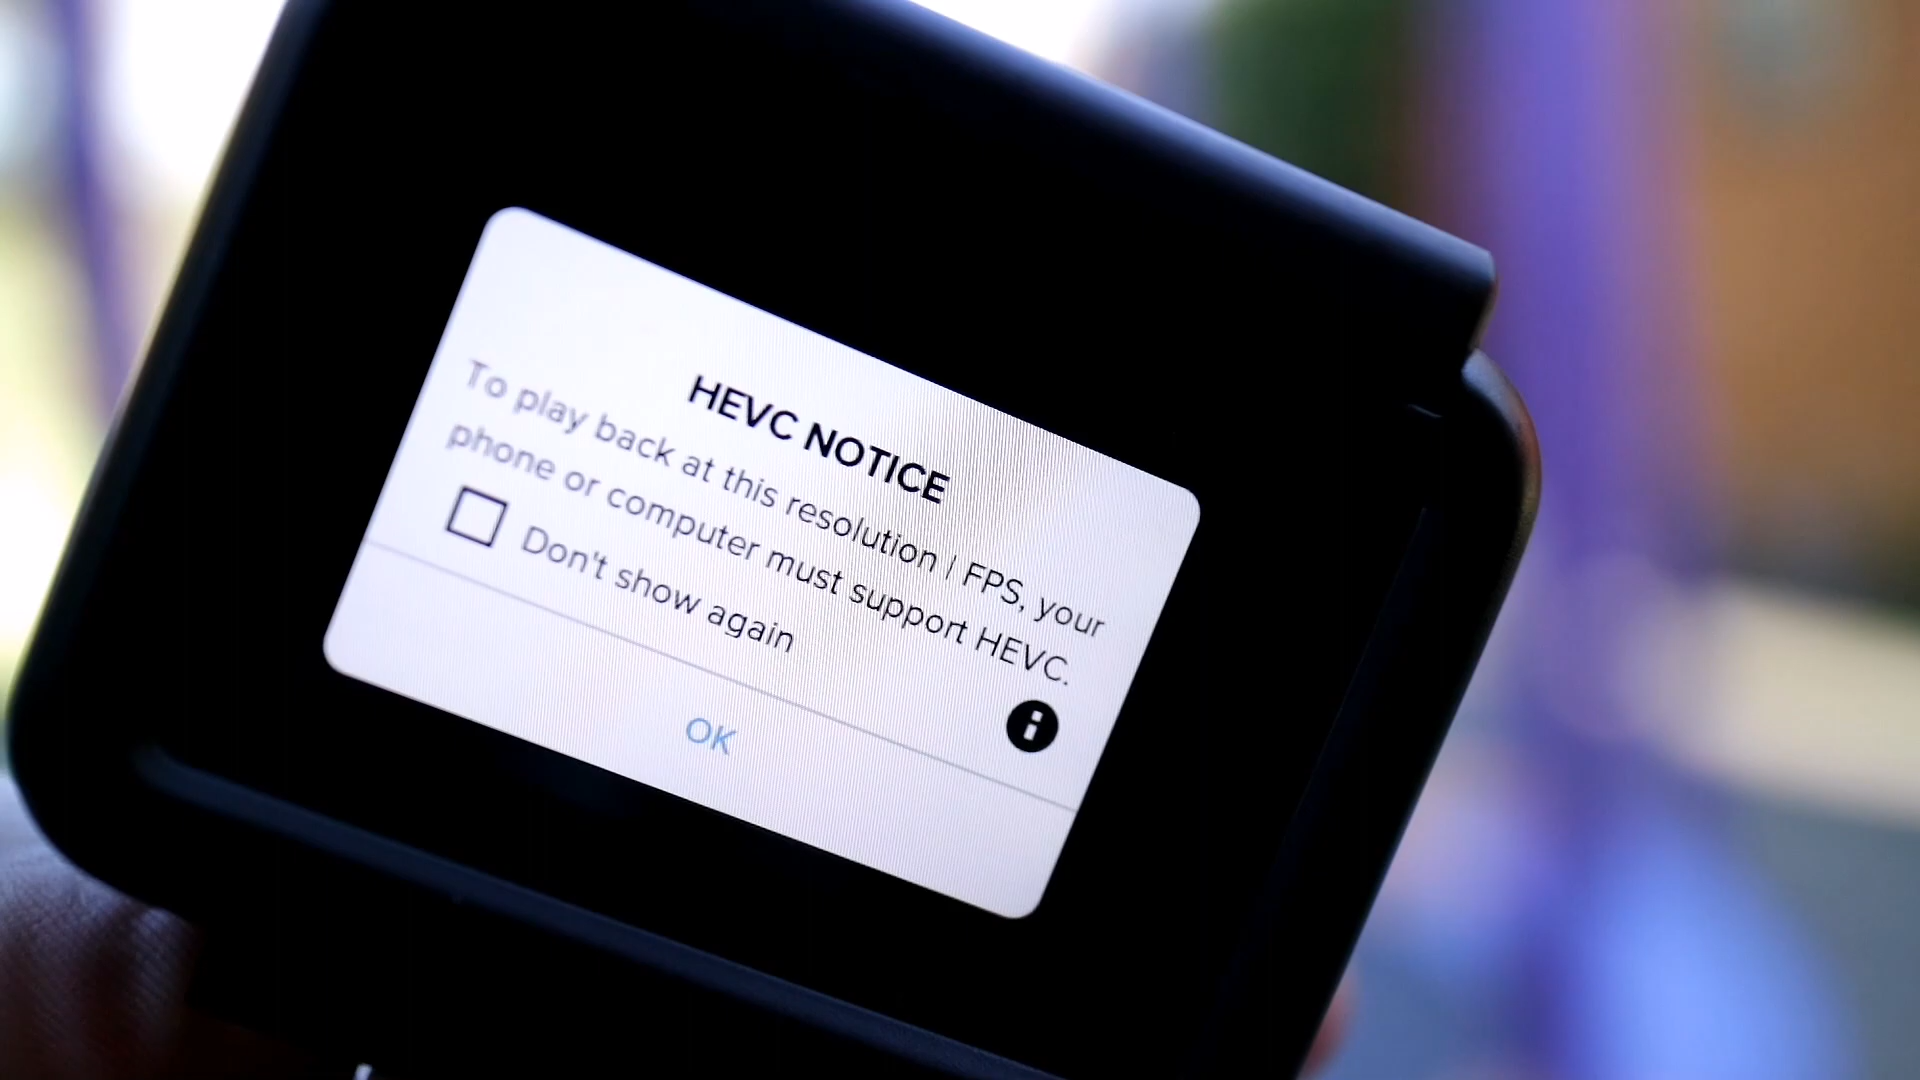 HEVC NOTICE
To play back at this resolution / FPS, your
phone or computer must support HEVC.
Don't show again
OK